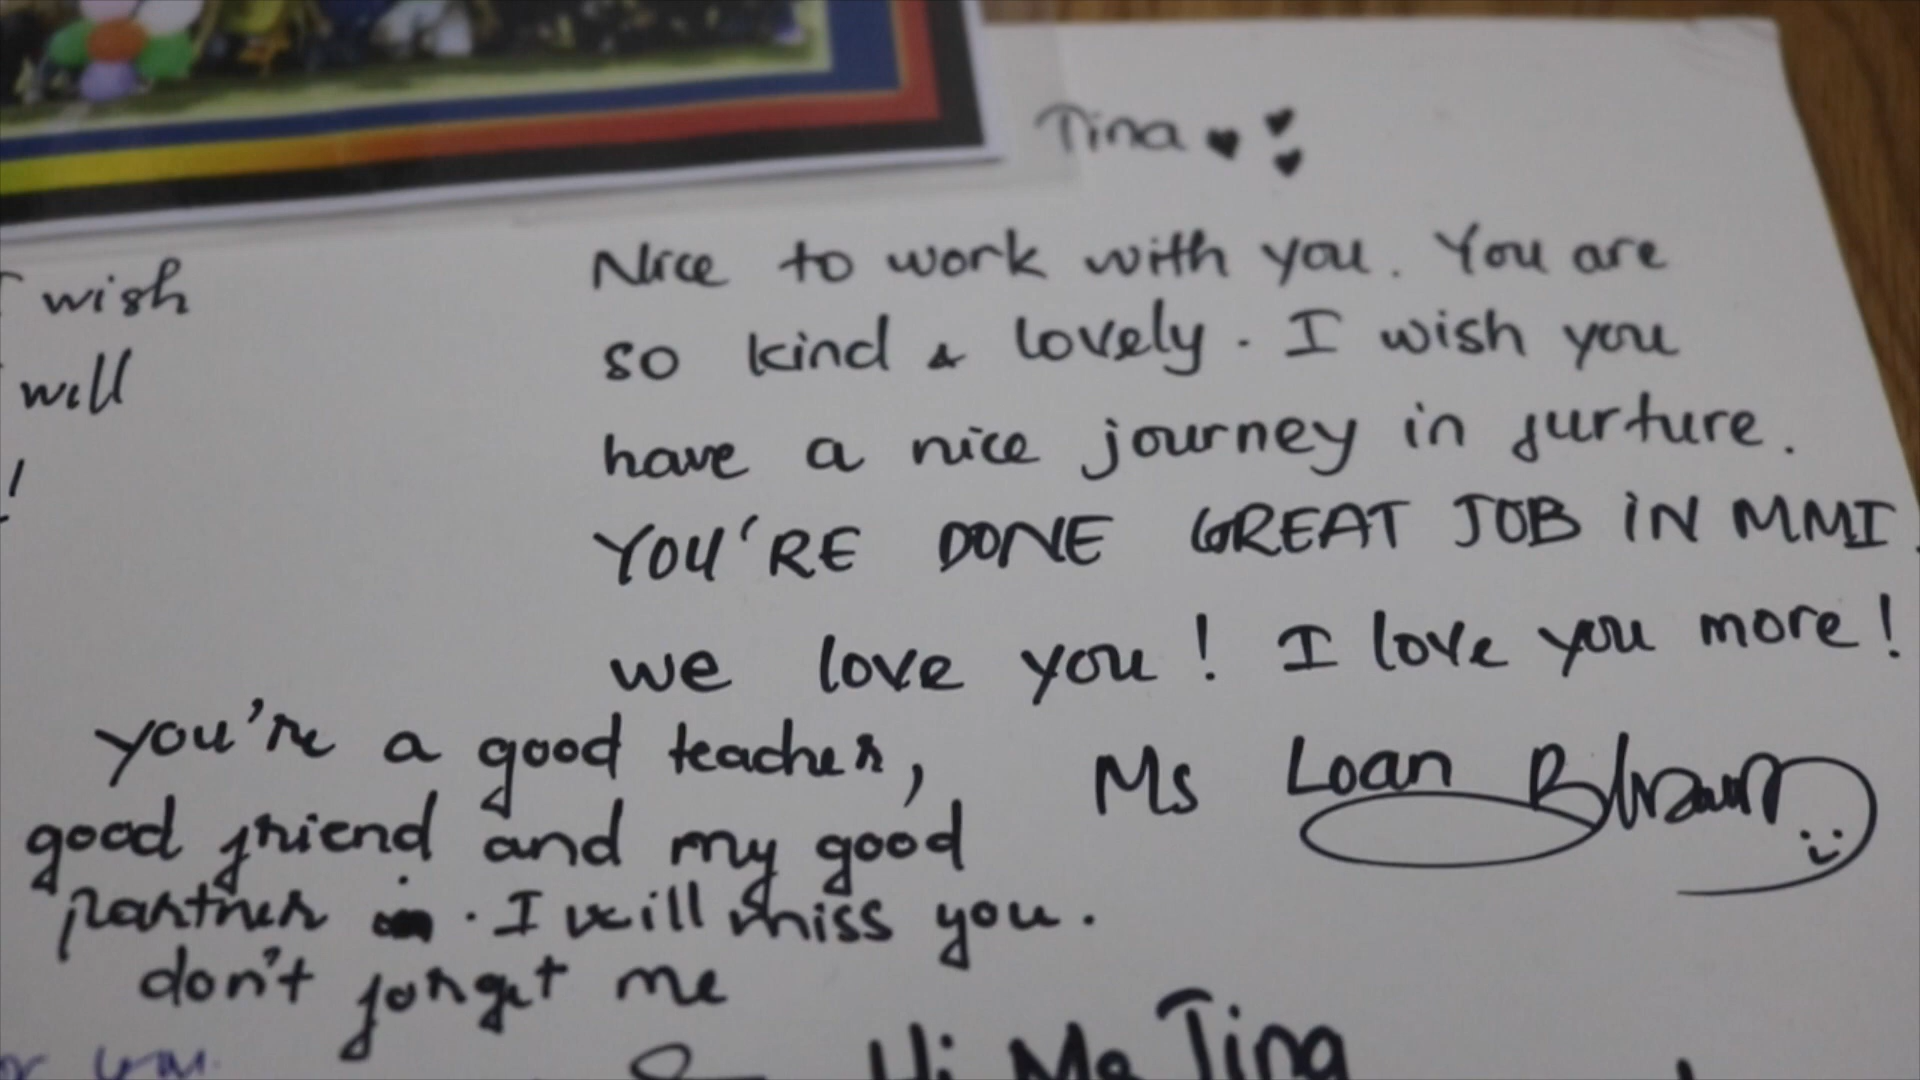 Tina
wish
will
!
Nice to work with you. You are
so kind & lovely. I wish you
have a nice journey in furture.
YOU'RE DONE GREAT JOB IN MMI.
we love you! I love you more!
Ms Loan
you're a good teacher,
good friend and my good
partner . I will miss you.
don't forget me
Hi Ms Tina